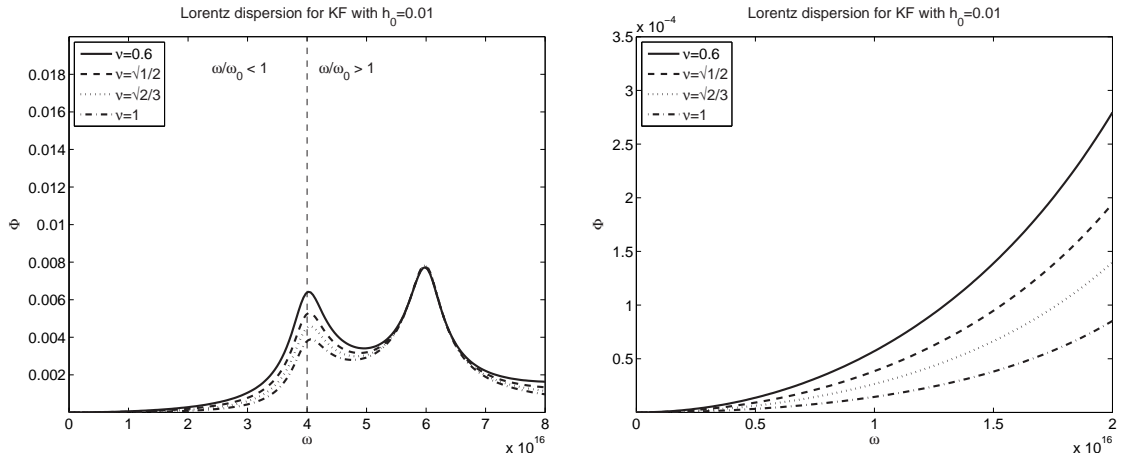 Lorentz dispersion for KF with h₀=0.01
ν=0.6
ν=√1/2
ν=√2/3
ν=1
ω/ω₀ < 1
ω/ω₀ > 1
0.018
0.016
0.014
0.012
0.01
0.008
0.006
0.004
0.002
Φ
0 1 2 3 4 5 6 7 8
ω
x 10¹⁶
Lorentz dispersion for KF with h₀=0.01
x 10⁻⁴
ν=0.6
ν=√1/2
ν=√2/3
ν=1
3.5
3
2.5
2
1.5
1
0.5
Φ
0 0.5 1 1.5 2
ω
x 10¹⁶